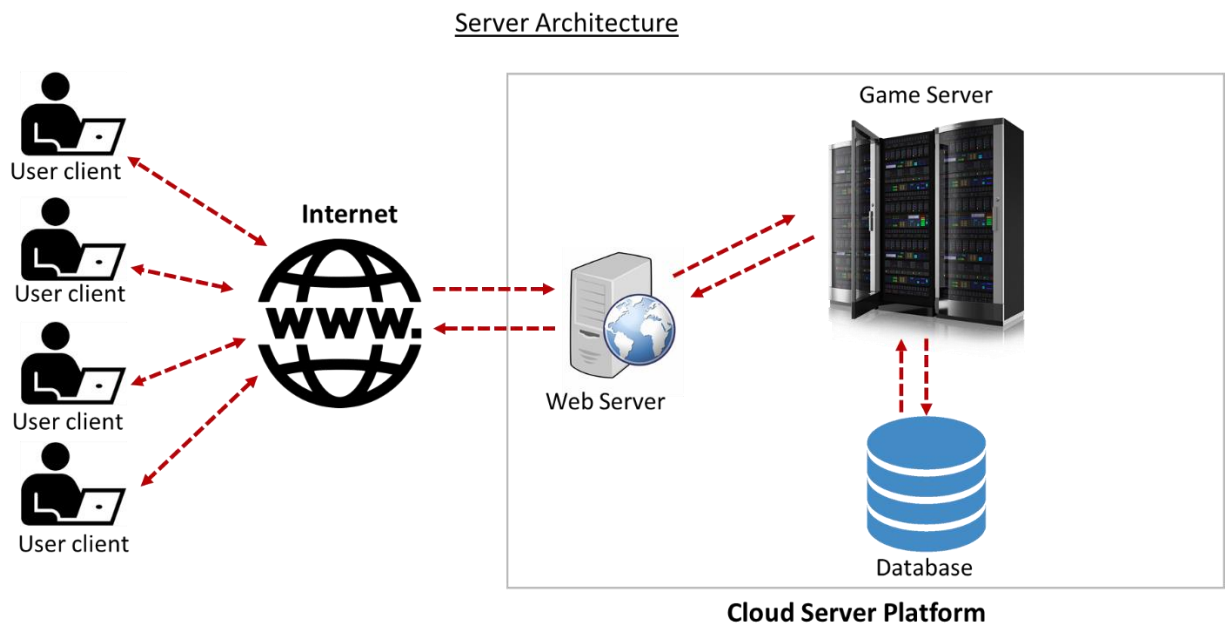 Server Architecture
User client
User client
User client
User client
Internet
www.
Web Server
Game Server
Database
Cloud Server Platform